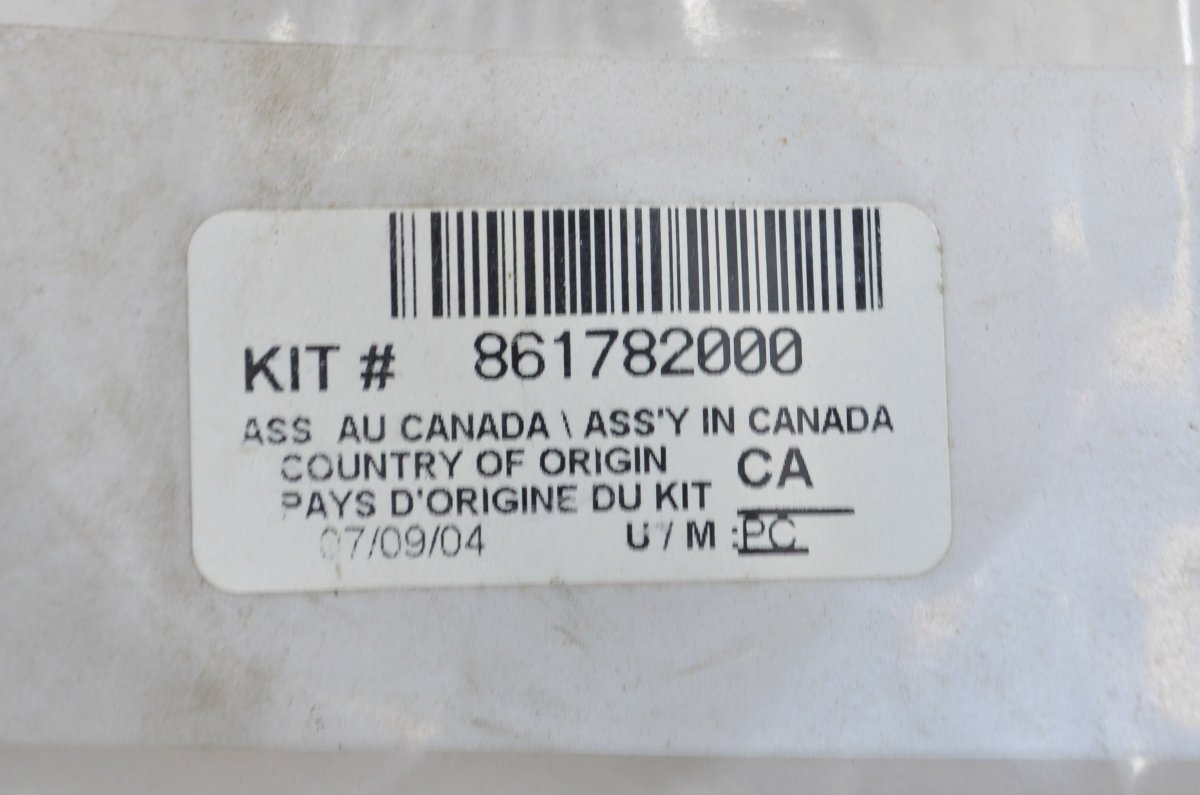 KIT # 861782000
ASS AU CANADA \ ASS'Y IN CANADA
COUNTRY OF ORIGIN CA
PAYS D'ORIGINE DU KIT
07/09/04 U / M :PC